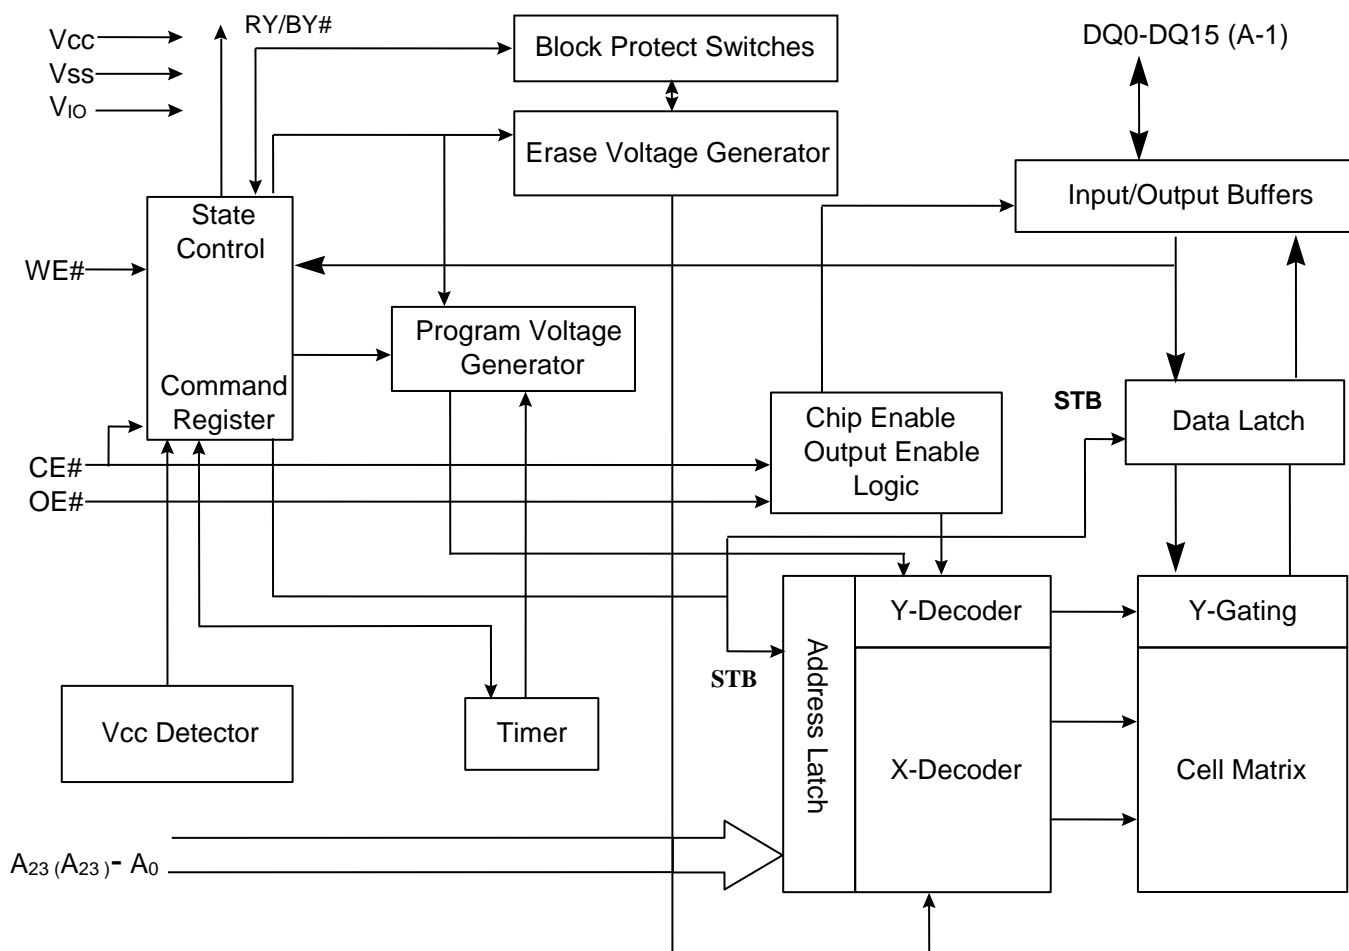 Vcc
Vss
VIO
RY/BY#
Block Protect Switches
DQ0-DQ15 (A-1)
Erase Voltage Generator
Input/Output Buffers
State
Control
WE#
Program Voltage
Generator
Command
Register
STB
Data Latch
Chip Enable
Output Enable
Logic
CE#
OE#
Address Latch
Y-Decoder
Y-Gating
STB
Vcc Detector
Timer
X-Decoder
Cell Matrix
A23 (A23 )- A0